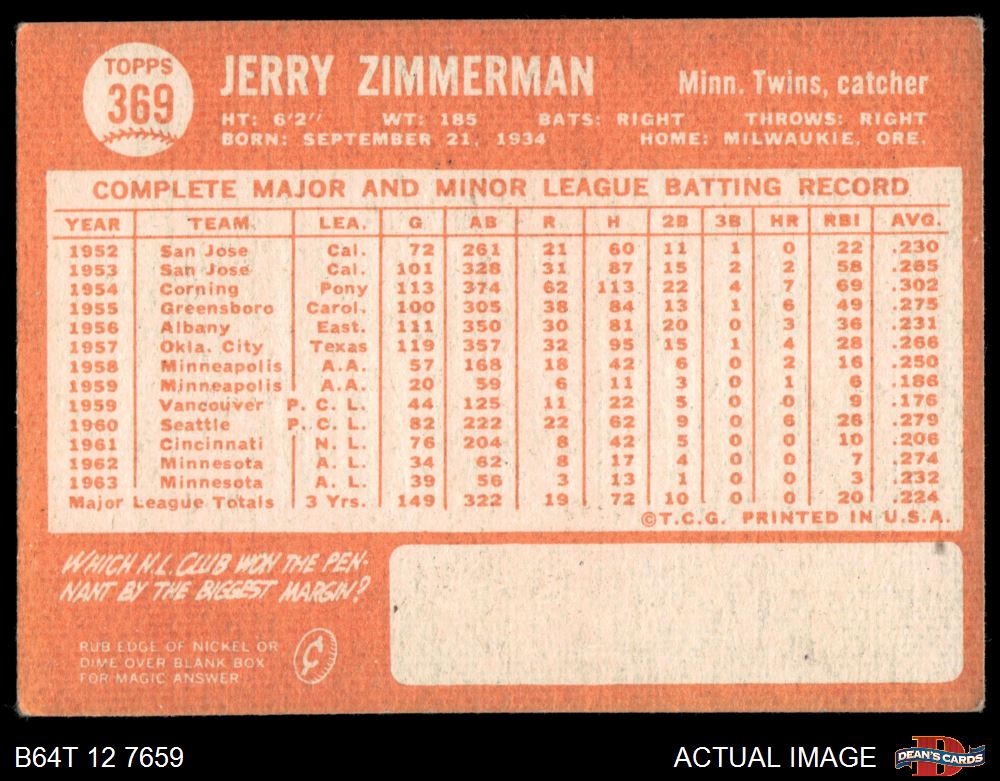 TOPPS
369
JERRY ZIMMERMAN
Minn. Twins, catcher
HT: 6'2" WT: 185 BATS: RIGHT THROWS: RIGHT
BORN: SEPTEMBER 21, 1934 HOME: MILWAUKIE, ORE.
COMPLETE MAJOR AND MINOR LEAGUE BATTING RECORD
YEAR TEAM LEA. G AB R H 2B 3B HR RBI AVG.
1952 San Jose Cal. 72 261 21 60 11 1 0 22 .230
1953 San Jose Cal. 101 328 31 87 15 2 2 58 .265
1954 Corning Pony 113 374 62 113 22 4 7 69 .302
1955 Greensboro Carol. 100 305 38 84 13 1 6 49 .275
1956 Albany East. 111 350 30 81 20 0 3 36 .231
1957 Okla. City Texas 119 357 32 95 15 1 4 28 .266
1958 Minneapolis A.A. 57 168 18 42 6 0 2 16 .250
1959 Minneapolis A.A. 20 59 6 11 3 0 1 6 .186
1959 Vancouver P. C. L. 44 125 11 22 5 0 0 9 .176
1960 Seattle P. C. L. 82 222 22 62 9 0 6 26 .279
1961 Cincinnati N. L. 76 204 8 42 5 0 0 10 .206
1962 Minnesota A. L. 34 62 8 17 4 0 0 7 .274
1963 Minnesota A. L. 39 56 3 13 1 0 0 3 .232
Major League Totals 3 Yrs. 149 322 19 72 10 0 0 20 .224
©T.C.G. PRINTED IN U.S.A.
WHICH N.L. CLUB WON THE PEN-
NANT BY THE BIGGEST MARGIN?
RUB EDGE OF NICKEL OR
DIME OVER BLANK BOX
FOR MAGIC ANSWER
¢
B64T 12 7659
ACTUAL IMAGE
D
DEAN'S CARDS